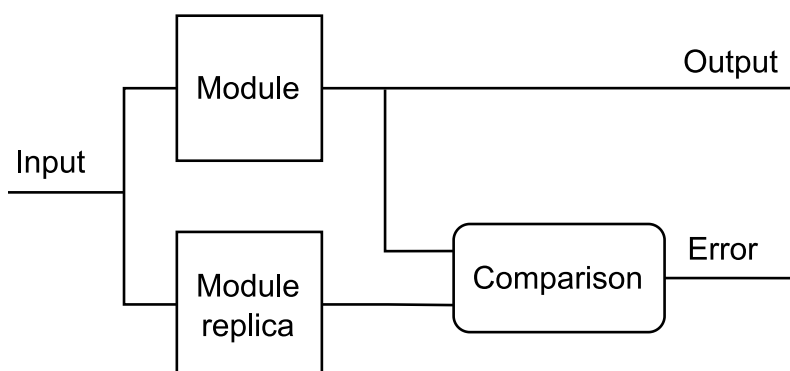 Output
Module
Input
Error
Comparison
Module
replica